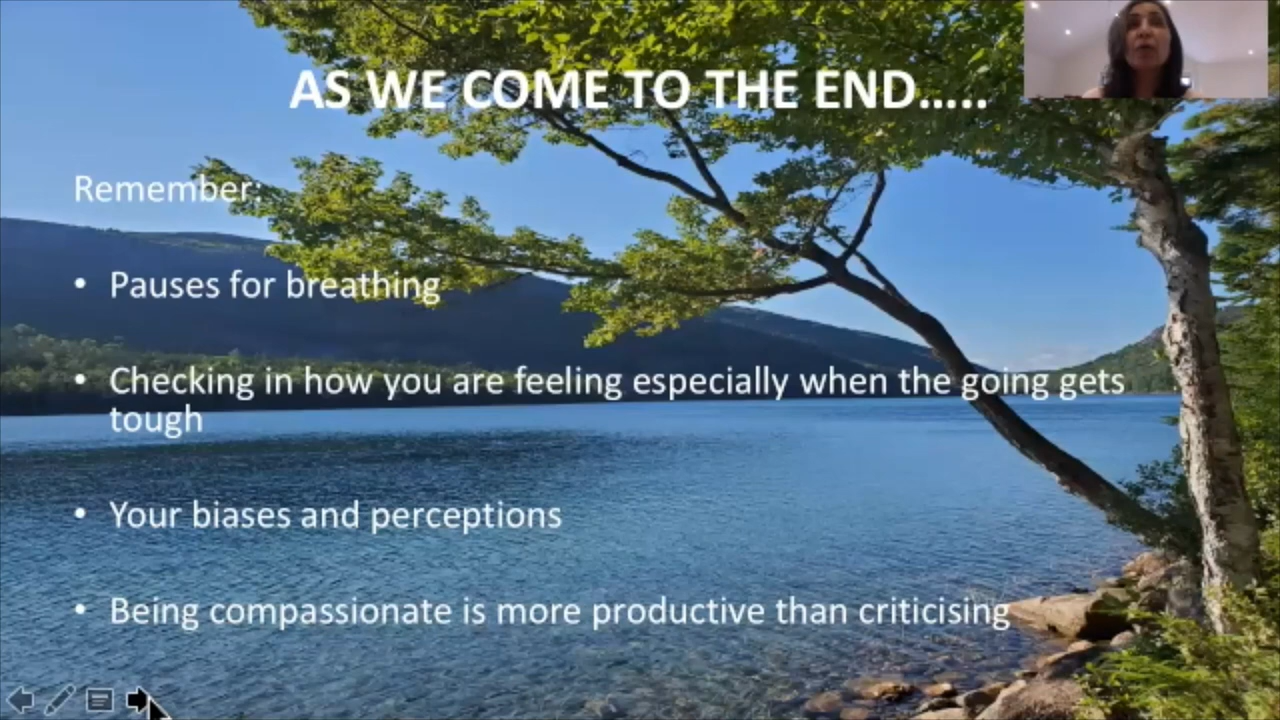 AS WE COME TO THE END.....
Remember:
• Pauses for breathing
• Checking in how you are feeling especially when the going gets
tough
• Your biases and perceptions
• Being compassionate is more productive than criticising